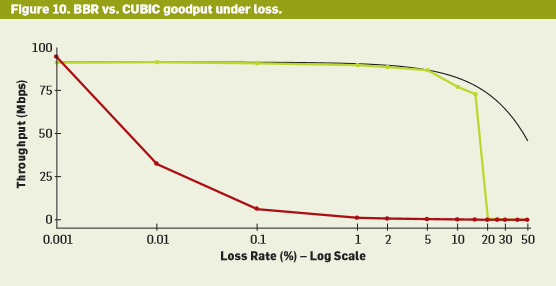 Figure 10. BBR vs. CUBIC goodput under loss.
100
75
50
25
0
Throughput (Mbps)
0.001 0.01 0.1 1 2 5 10 20 30 50
Loss Rate (%) – Log Scale